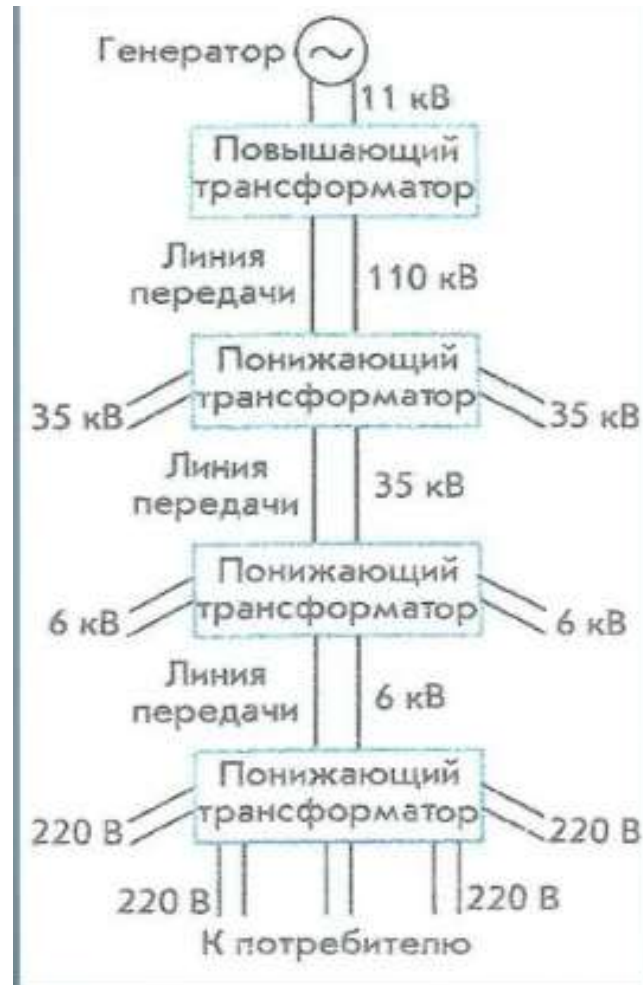 Генератор
11 кВ
Повышающий
трансформатор
Линия
передачи
110 кВ
Понижающий
трансформатор
35 кВ
35 кВ
Линия
передачи
35 кВ
Понижающий
трансформатор
6 кВ
6 кВ
Линия
передачи
6 кВ
Понижающий
трансформатор
220 В
220 В
220 В
220 В
К потребителю